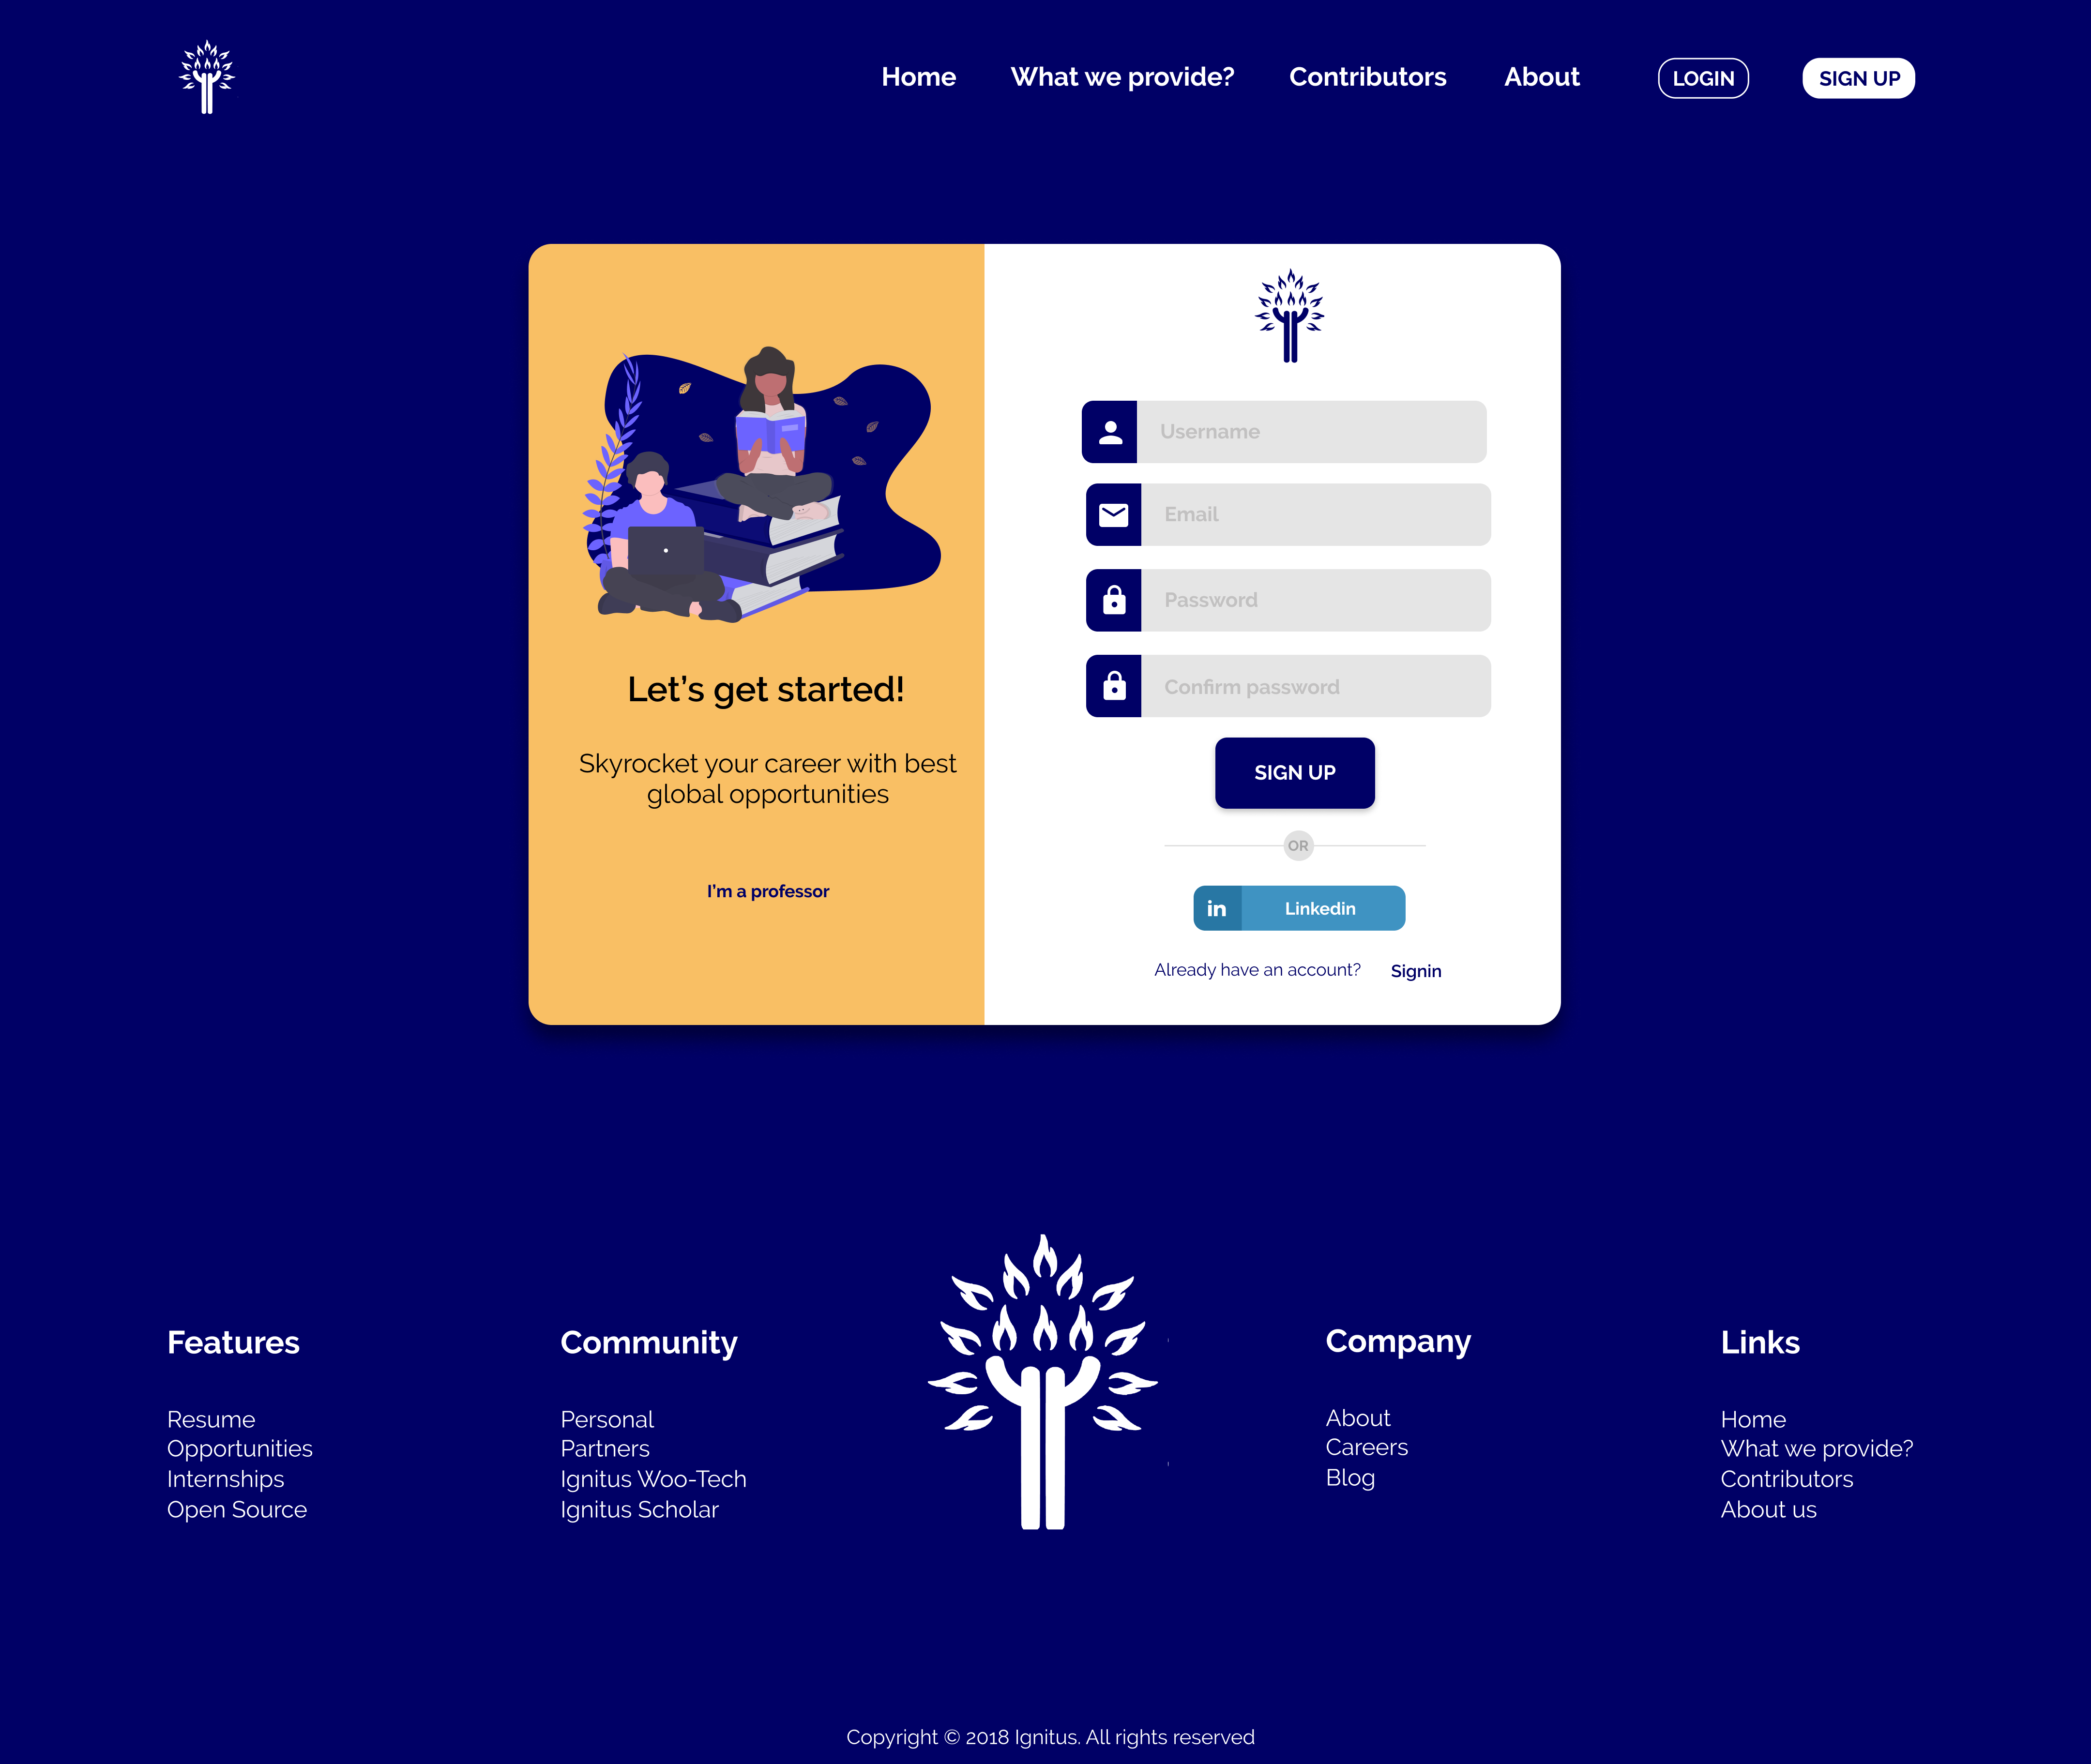 Home
What we provide?
Contributors
About
LOGIN
SIGN UP
Let’s get started!
Skyrocket your career with best
global opportunities
I’m a professor
Username
Email
Password
Confirm password
SIGN UP
OR
in
Linkedin
Already have an account?
Signin
Features
Resume
Opportunities
Internships
Open Source
Community
Personal
Partners
Ignitus Woo-Tech
Ignitus Scholar
Company
About
Careers
Blog
Links
Home
What we provide?
Contributors
About us
Copyright © 2018 Ignitus. All rights reserved